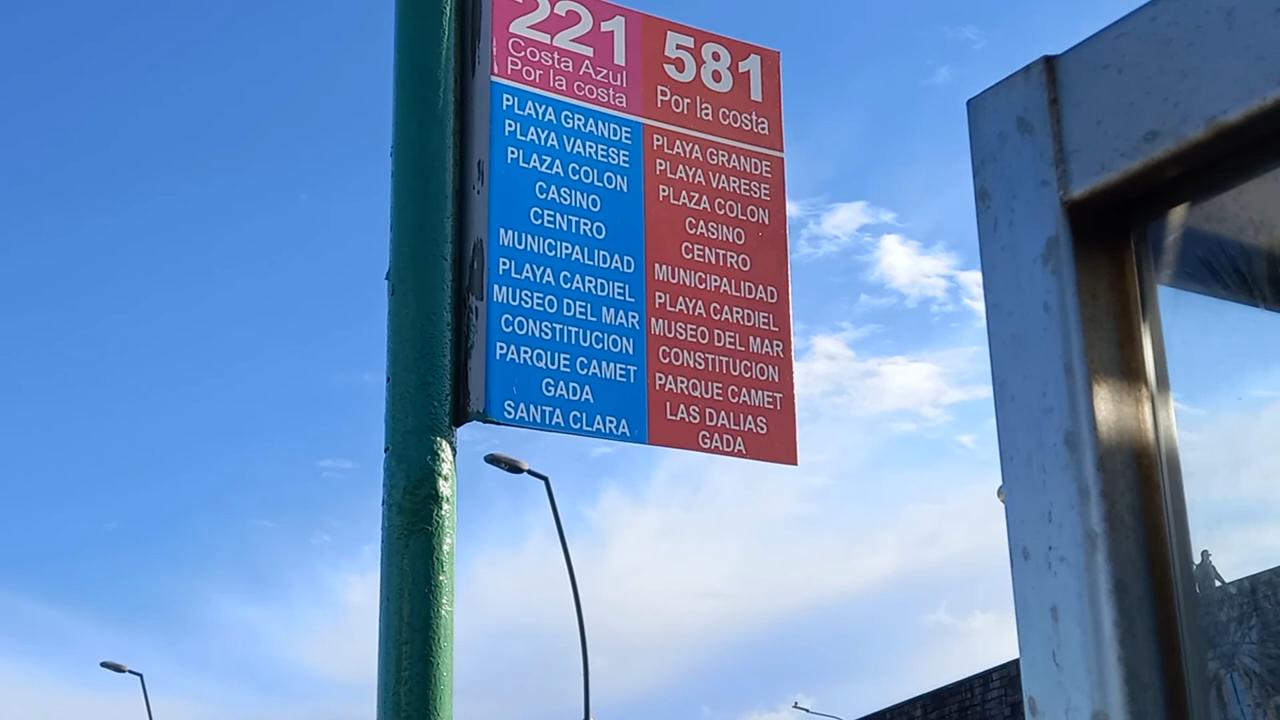 221
Costa Azul
Por la costa
PLAYA GRANDE
PLAYA VARESE
PLAZA COLON
CASINO
CENTRO
MUNICIPALIDAD
PLAYA CARDIEL
MUSEO DEL MAR
CONSTITUCION
PARQUE CAMET
GADA
SANTA CLARA
581
Por la costa
PLAYA GRANDE
PLAYA VARESE
PLAZA COLON
CASINO
CENTRO
MUNICIPALIDAD
PLAYA CARDIEL
MUSEO DEL MAR
CONSTITUCION
PARQUE CAMET
LAS DALIAS
GADA